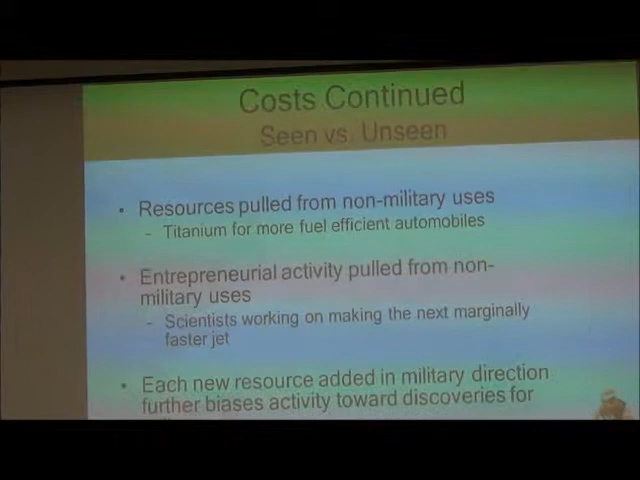 Costs Continued
Seen vs. Unseen
• Resources pulled from non-military uses
- Titanium for more fuel efficient automobiles
• Entrepreneurial activity pulled from non-
military uses
- Scientists working on making the next marginally
faster jet
• Each new resource added in military direction
further biases activity toward discoveries for